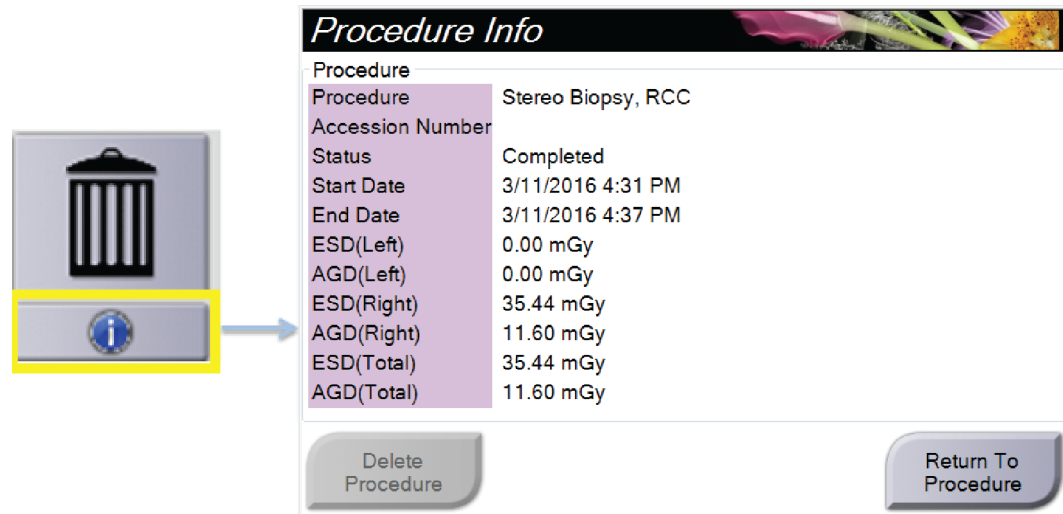 Procedure Info
Procedure
Procedure Stereo Biopsy, RCC
Accession Number
Status Completed
Start Date 3/11/2016 4:31 PM
End Date 3/11/2016 4:37 PM
ESD(Left) 0.00 mGy
AGD(Left) 0.00 mGy
ESD(Right) 35.44 mGy
AGD(Right) 11.60 mGy
ESD(Total) 35.44 mGy
AGD(Total) 11.60 mGy
i
Delete
Procedure
Return To
Procedure